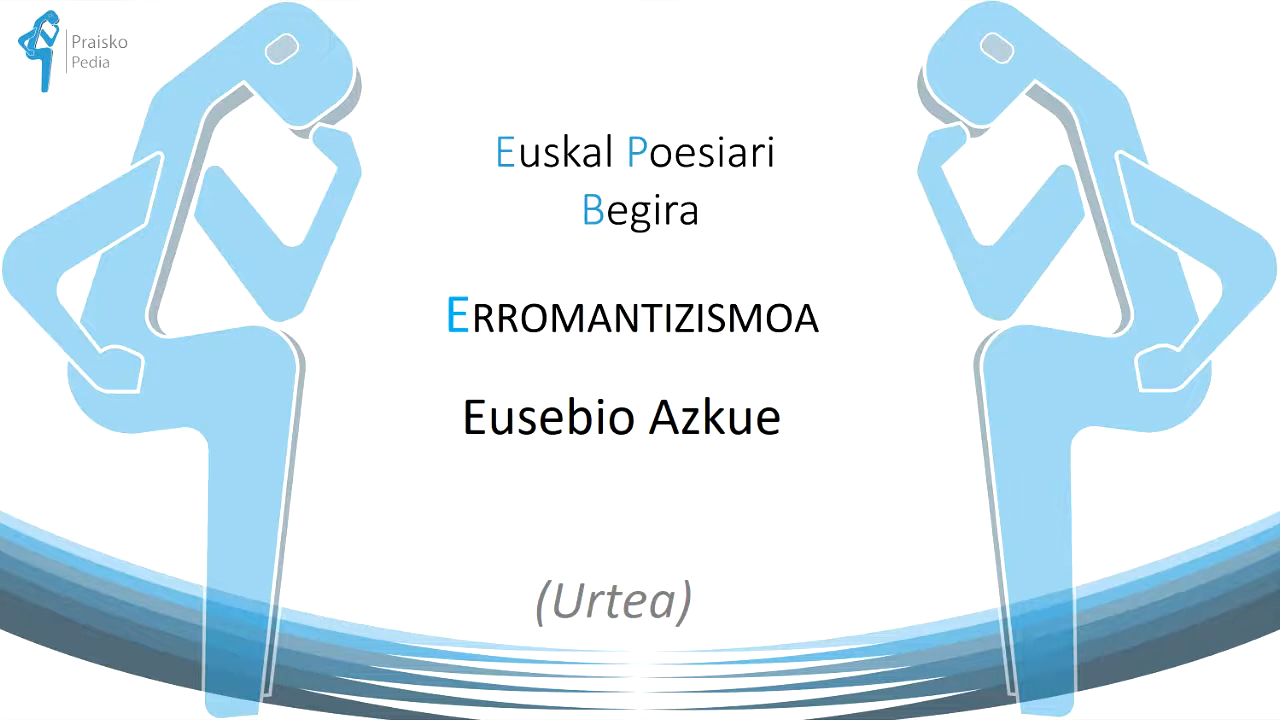 Praisko
Pedia
Euskal Poesiari
Begira
ERROMANTIZISMOA
Eusebio Azkue
(Urtea)